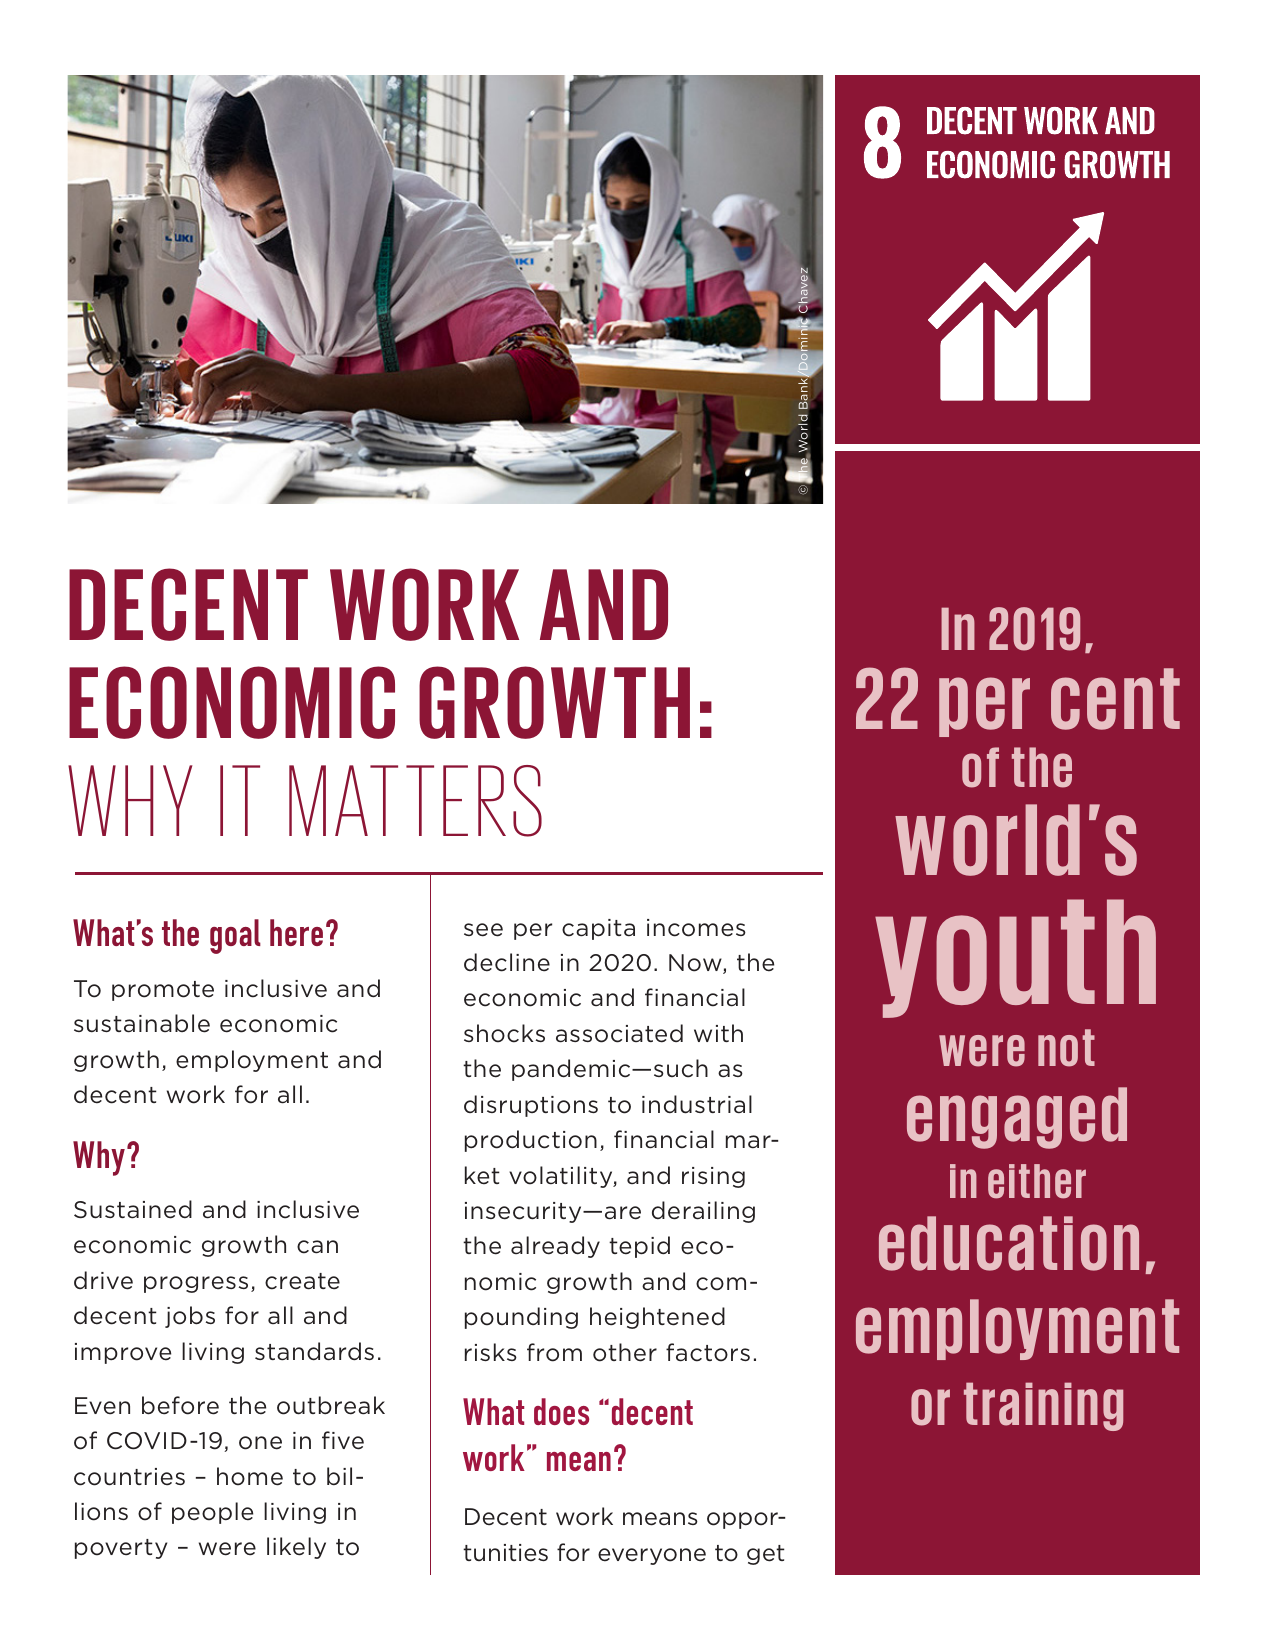 JUKI
JUKI
© The World Bank/Dominic Chavez
8 DECENT WORK AND
ECONOMIC GROWTH
DECENT WORK AND
ECONOMIC GROWTH:
WHY IT MATTERS
What’s the goal here?
To promote inclusive and
sustainable economic
growth, employment and
decent work for all.
Why?
Sustained and inclusive
economic growth can
drive progress, create
decent jobs for all and
improve living standards.
Even before the outbreak
of COVID-19, one in five
countries – home to bil-
lions of people living in
poverty – were likely to
see per capita incomes
decline in 2020. Now, the
economic and financial
shocks associated with
the pandemic—such as
disruptions to industrial
production, financial mar-
ket volatility, and rising
insecurity—are derailing
the already tepid eco-
nomic growth and com-
pounding heightened
risks from other factors.
What does “decent
work” mean?
Decent work means oppor-
tunities for everyone to get
In 2019,
22 per cent
of the
world’s
youth
were not
engaged
in either
education,
employment
or training